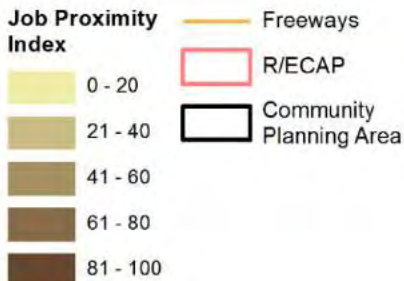 Job Proximity
Index
0 - 20
21 - 40
41 - 60
61 - 80
81 - 100
Freeways
R/ECAP
Community
Planning Area